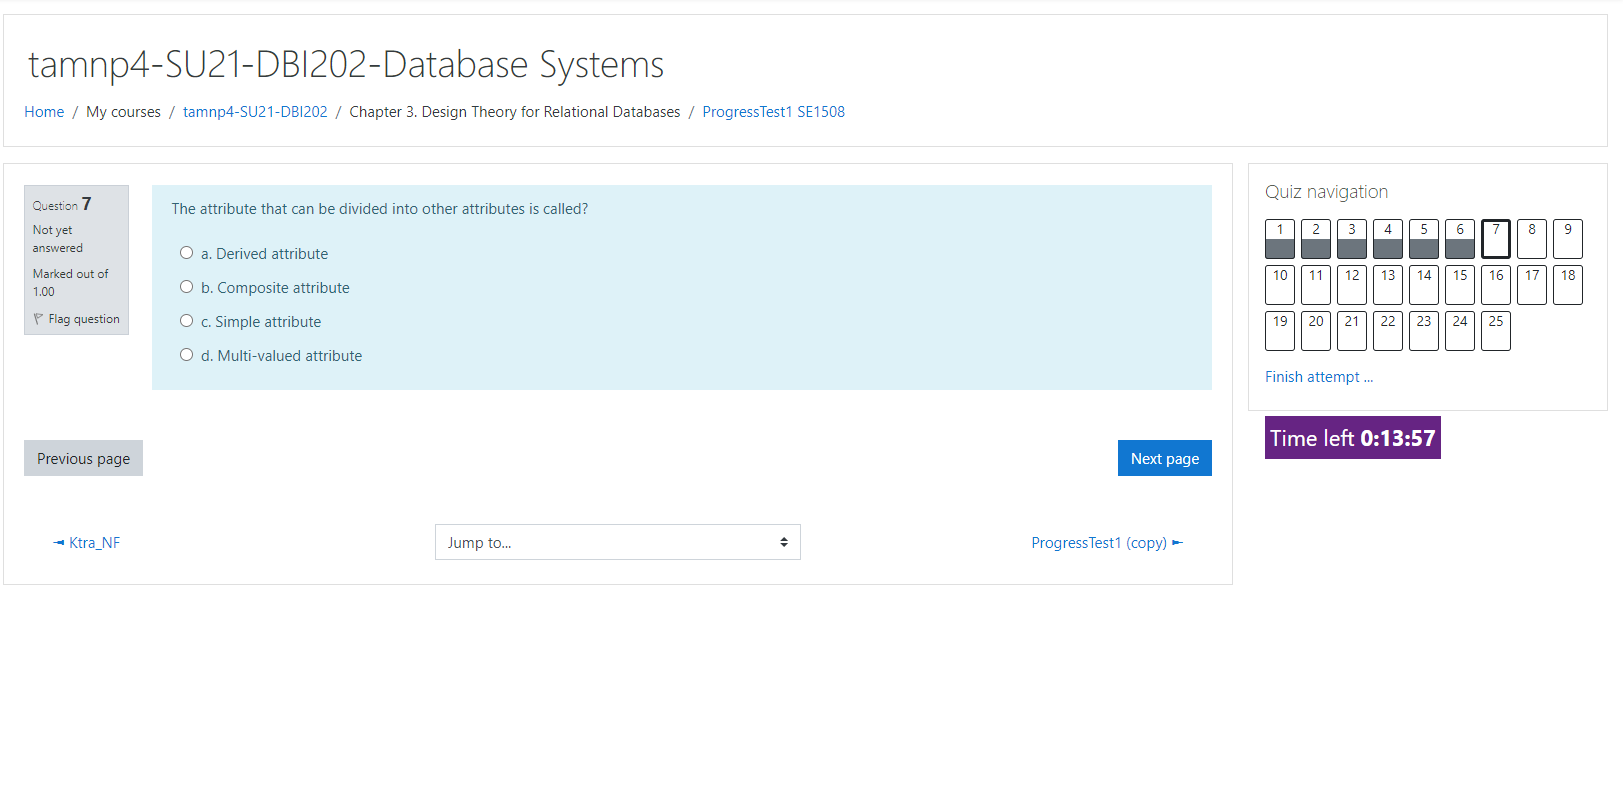 tamnp4-SU21-DBI202-Database Systems
Home / My courses / tamnp4-SU21-DBI202 / Chapter 3. Design Theory for Relational Databases / ProgressTest1 SE1508
Question 7
Not yet
answered
Marked out of
1.00
Flag question
The attribute that can be divided into other attributes is called?
a. Derived attribute
b. Composite attribute
c. Simple attribute
d. Multi-valued attribute
Previous page
Next page
◄ Ktra_NF
Jump to...
ProgressTest1 (copy) ►
Quiz navigation
1 2 3 4 5 6 7 8 9
10 11 12 13 14 15 16 17 18
19 20 21 22 23 24 25
Finish attempt ...
Time left 0:13:57